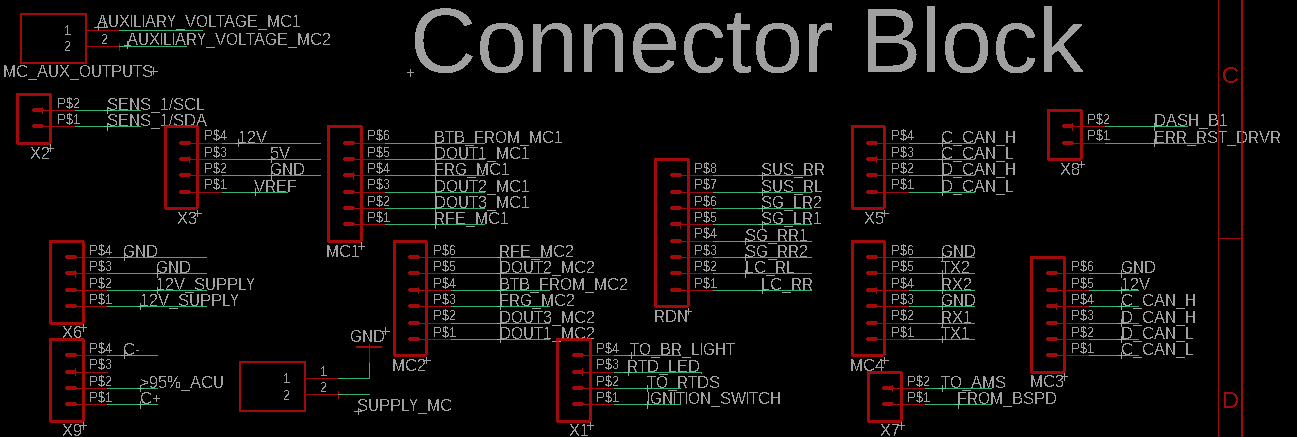 Connector Block
1 AUXILIARY_VOLTAGE_MC1
2 AUXILIARY_VOLTAGE_MC2
MC_AUX_OUTPUTS
P$2 SENS_1/SCL
P$1 SENS_1/SDA
X2
P$4 12V
P$3 5V
P$2 GND
P$1 VREF
X3
P$6 BTB_FROM_MC1
P$5 DOUT1_MC1
P$4 FRG_MC1
P$3 DOUT2_MC1
P$2 DOUT3_MC1
P$1 RFE_MC1
MC1
P$8 SUS_RR
P$7 SUS_RL
P$6 SG_LR2
P$5 SG_LR1
P$4 SG_RR1
P$3 SG_RR2
P$2 LC_RL
P$1 LC_RR
RDN
P$4 C_CAN_H
P$3 C_CAN_L
P$2 D_CAN_H
P$1 D_CAN_L
X5
P$2 DASH_B1
P$1 ERR_RST_DRVR
X8
C
P$4 GND
P$3 GND
P$2 12V_SUPPLY
P$1 12V_SUPPLY
X6
P$6 RFE_MC2
P$5 DOUT2_MC2
P$4 BTB_FROM_MC2
P$3 FRG_MC2
P$2 DOUT3_MC2
P$1 DOUT1_MC2
MC2
P$6 GND
P$5 TX2
P$4 RX2
P$3 GND
P$2 RX1
P$1 TX1
MC4
P$6 GND
P$5 12V
P$4 C_CAN_H
P$3 D_CAN_H
P$2 D_CAN_L
P$1 C_CAN_L
MC3
P$4 C-
P$3
P$2 >95%_ACU
P$1 C+
X9
GND
1 1
2 2
SUPPLY_MC
P$4 TO_BR_LIGHT
P$3 RTD_LED
P$2 TO_RTDS
P$1 IGNITION_SWITCH
X1
P$2 TO_AMS
P$1 FROM_BSPD
X7
D